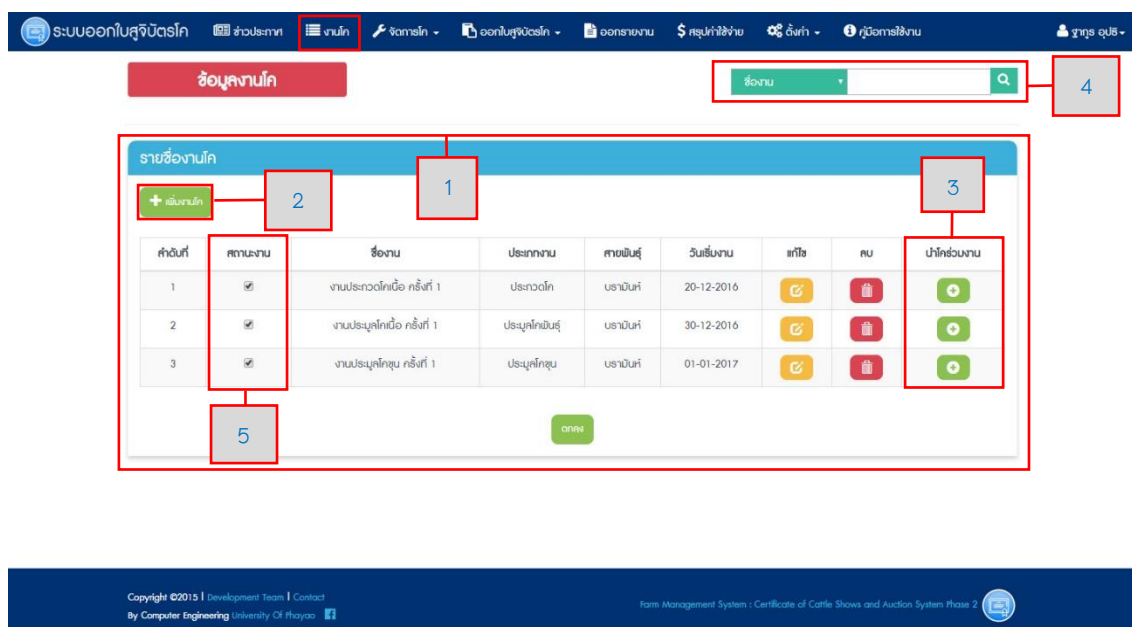 ระบบออกใบสูจิบัตรโค ข่าวประกาศ งานโค จัดการโค ออกใบสูจิบัตรโค ออกรายงาน $ สรุปค่าใช้จ่าย ตั้งค่า คู่มือการใช้งาน ฐากูร อุปธิ
ข้อมูลงานโค
ชื่องาน
4
รายชื่องานโค
1
3
เพิ่มงานโค
2
ลำดับที่ สถานะงาน ชื่องาน ประเภทงาน สายพันธุ์ วันเริ่มงาน แก้ไข ลบ นำโคร่วมงาน
1 งานประกวดโคเนื้อ ครั้งที่ 1 ประกวดโค บรามันห์ 20-12-2016
2 งานประมูลโคเนื้อ ครั้งที่ 1 ประมูลโคพันธุ์ บรามันห์ 30-12-2016
3 งานประมูลโคขุน ครั้งที่ 1 ประมูลโคขุน บรามันห์ 01-01-2017
5
ตกลง
Copyright ©2015 | Development Team | Contact
By Computer Engineering University Of Phayao
Farm Management System : Certificate of Cattle Shows and Auction System Phase 2